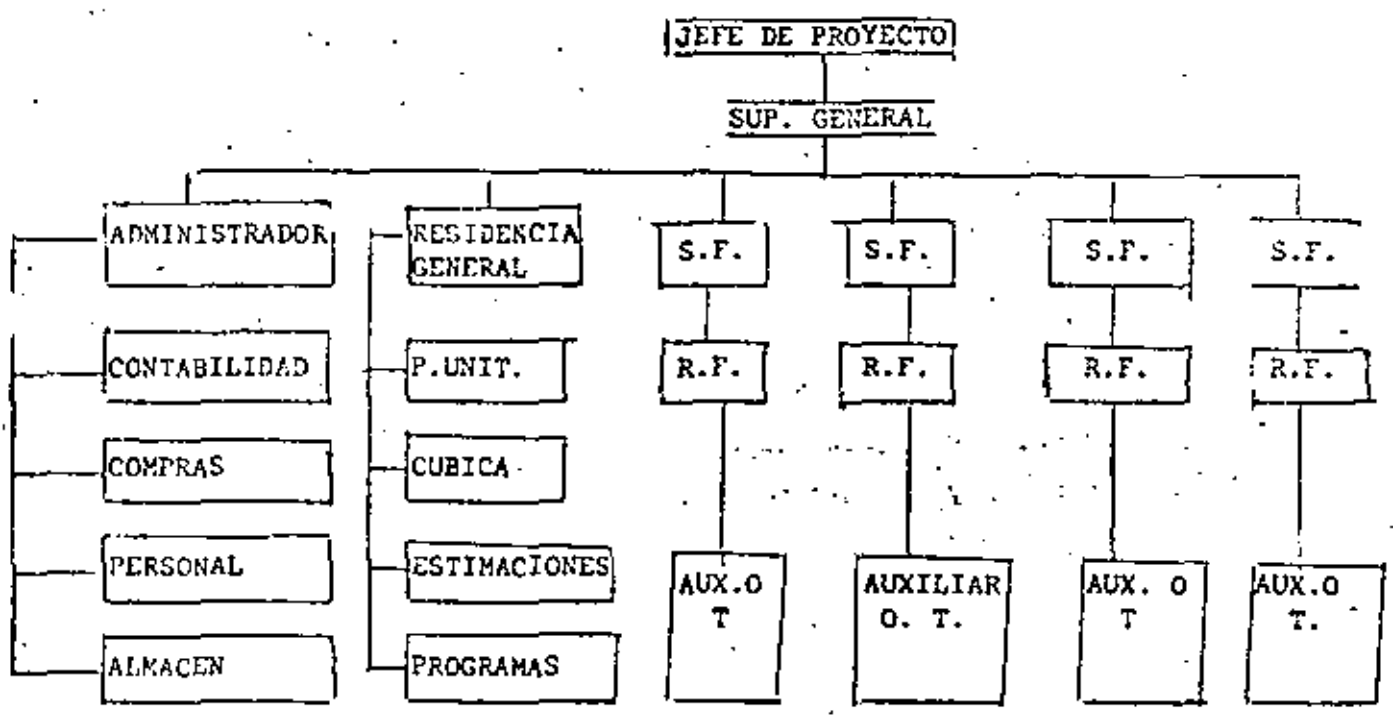 JEFE DE PROYECTO
SUP. GENERAL
ADMINISTRADOR
RESIDENCIA
GENERAL
S.F.
S.F.
S.F.
S.F.
CONTABILIDAD
P.UNIT.
R.F.
R.F.
R.F.
R.F.
COMPRAS
CUBICA
PERSONAL
ESTIMACIONES
AUX.O
T
AUXILIAR
O. T.
AUX. O
T
AUX.O
T.
ALMACEN
PROGRAMAS